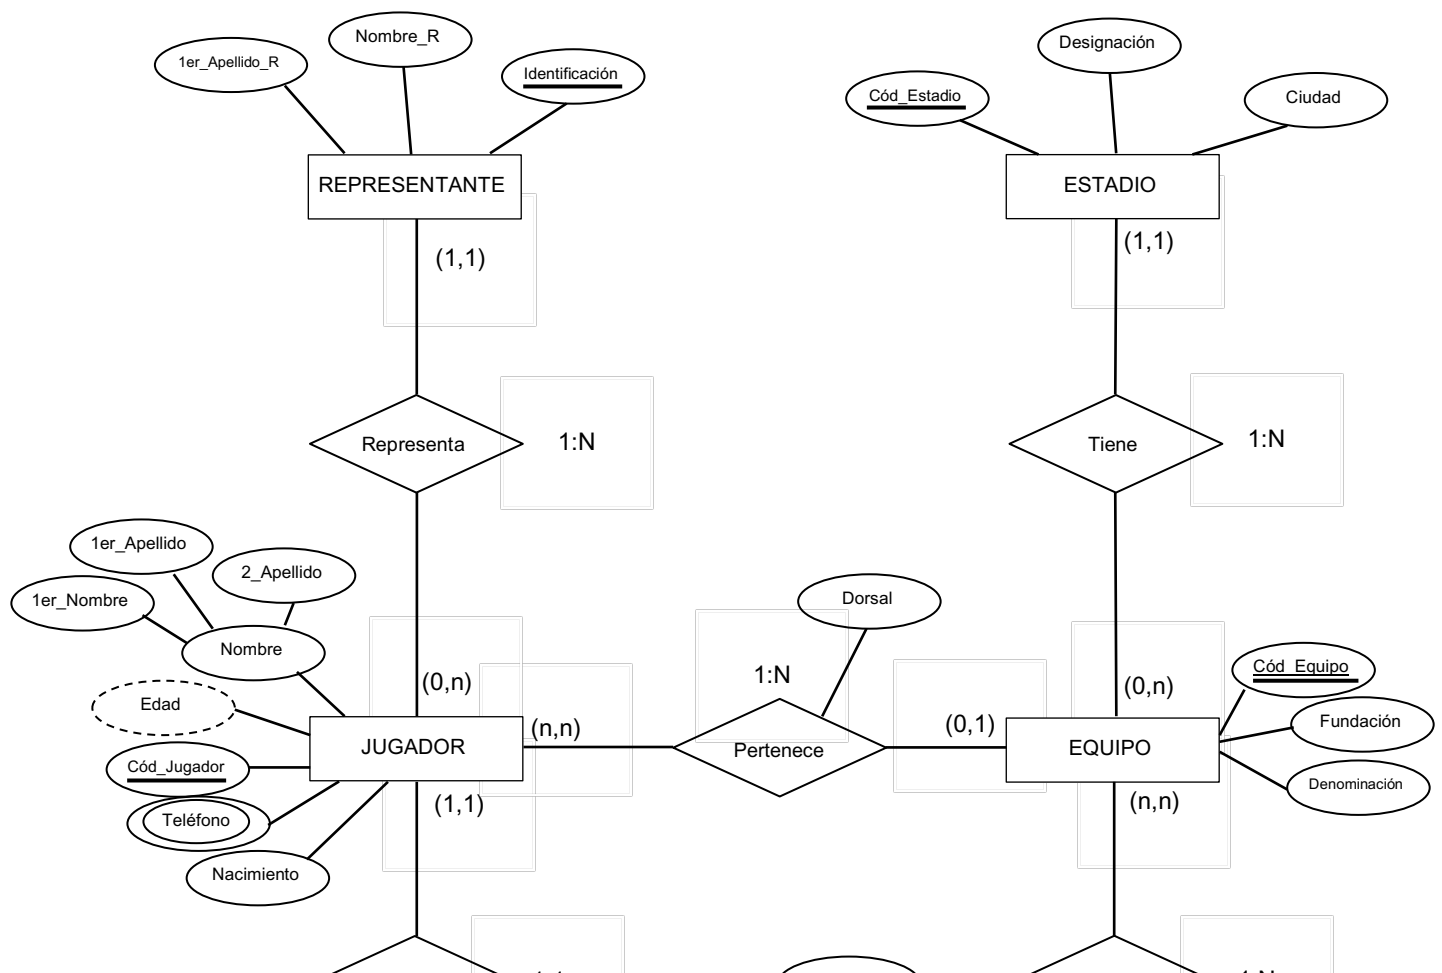 Nombre_R
1er_Apellido_R
Identificación
Designación
Cód_Estadio
Ciudad
REPRESENTANTE
ESTADIO
(1,1)
(1,1)
Representa
1:N
Tiene
1:N
1er_Apellido
2_Apellido
1er_Nombre
Nombre
Dorsal
Edad
(0,n)
1:N
(0,n)
Cód_Equipo
Fundación
JUGADOR
(n,n)
Pertenece
(0,1)
EQUIPO
Cód_Jugador
Denominación
(1,1)
(n,n)
Teléfono
Nacimiento